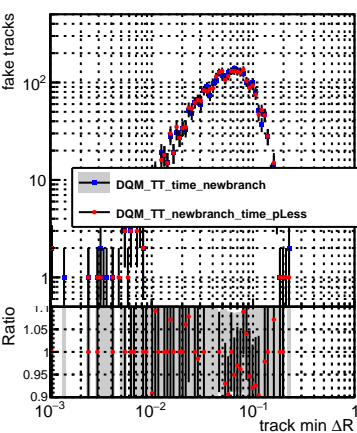 fake tracks
10²
10
1
DQM_TT_time_newbranch
DQM_TT_newbranch_time_pLess
Ratio
1.1
1.05
1
0.95
0.9
10⁻³ 10⁻² 10⁻¹ 1
track min ΔR